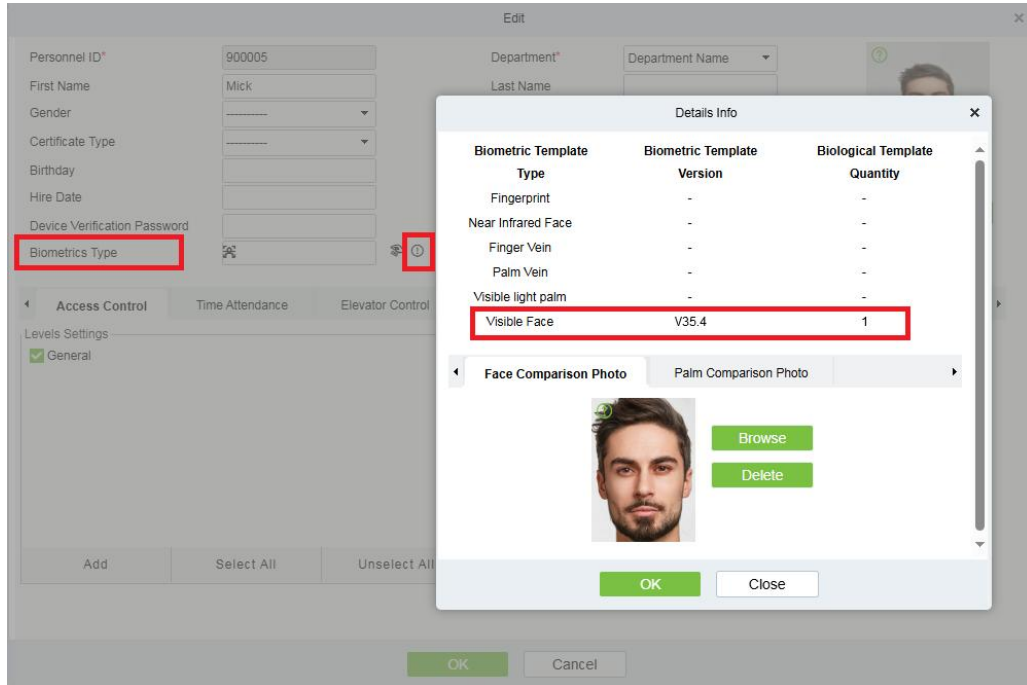 Edit
Personnel ID* 900005 Department* Department Name
First Name Mick Last Name
Gender ----------
Certificate Type ----------
Birthday
Hire Date
Device Verification Password
Biometrics Type
Access Control Time Attendance Elevator Control
Levels Settings
General
Add Select All Unselect All
OK Cancel
Details Info
Biometric Template Type Biometric Template Version Biological Template Quantity
Fingerprint - -
Near Infrared Face - -
Finger Vein - -
Palm Vein - -
Visible light palm - -
Visible Face V35.4 1
Face Comparison Photo Palm Comparison Photo
Browse
Delete
OK Close